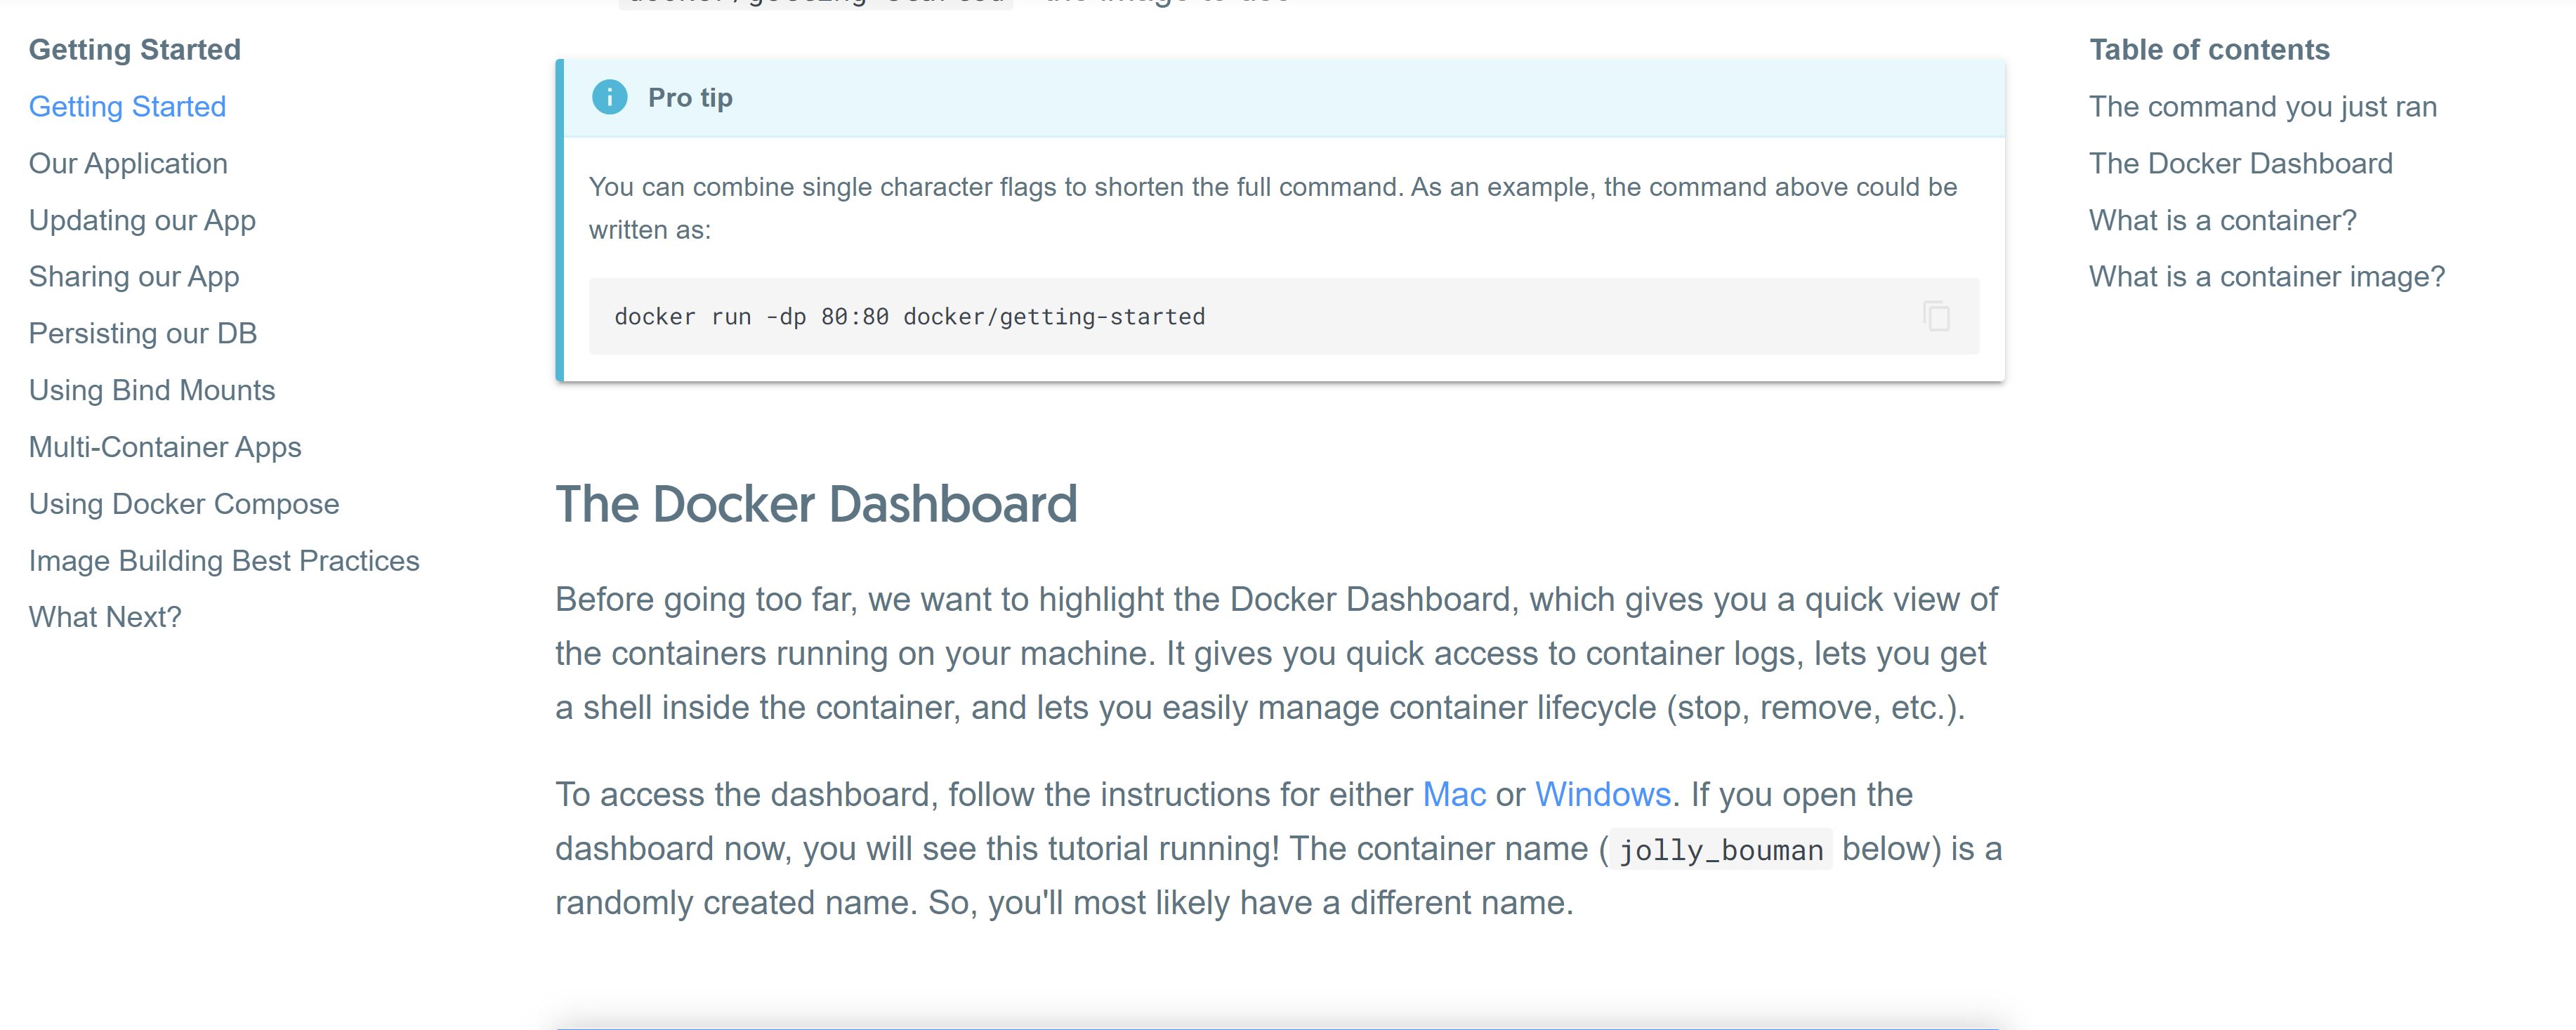 Getting Started
Getting Started
Our Application
Updating our App
Sharing our App
Persisting our DB
Using Bind Mounts
Multi-Container Apps
Using Docker Compose
Image Building Best Practices
What Next?
docker/getting-started - the image to use
Pro tip
You can combine single character flags to shorten the full command. As an example, the command above could be
written as:
docker run -dp 80:80 docker/getting-started
The Docker Dashboard
Before going too far, we want to highlight the Docker Dashboard, which gives you a quick view of
the containers running on your machine. It gives you quick access to container logs, lets you get
a shell inside the container, and lets you easily manage container lifecycle (stop, remove, etc.).
To access the dashboard, follow the instructions for either Mac or Windows. If you open the
dashboard now, you will see this tutorial running! The container name (jolly_bouman below) is a
randomly created name. So, you'll most likely have a different name.
Table of contents
The command you just ran
The Docker Dashboard
What is a container?
What is a container image?